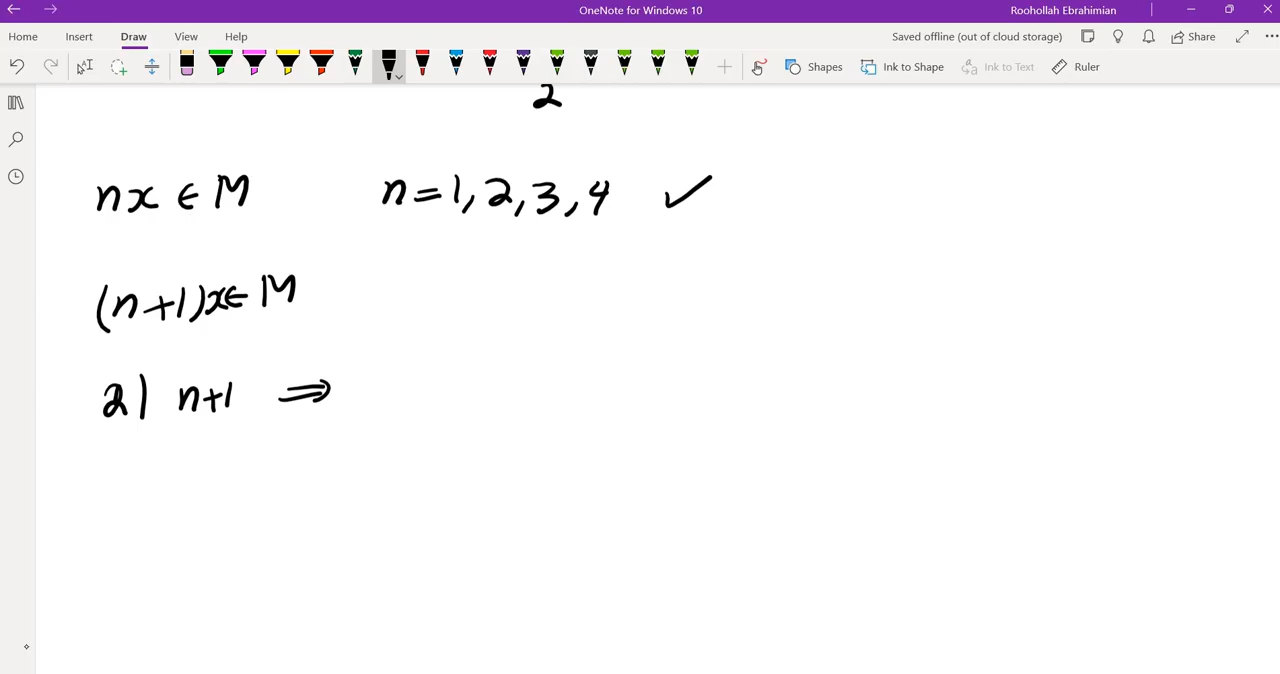 OneNote for Windows 10
Roohollah Ebrahimian
Home Insert Draw View Help
Saved offline (out of cloud storage)
Share
Shapes
Ink to Shape
Ink to Text
Ruler
2
nx ∈ M n = 1, 2, 3, 4 ✓
(n+1)x ∈ M
2 | n+1 ⇒